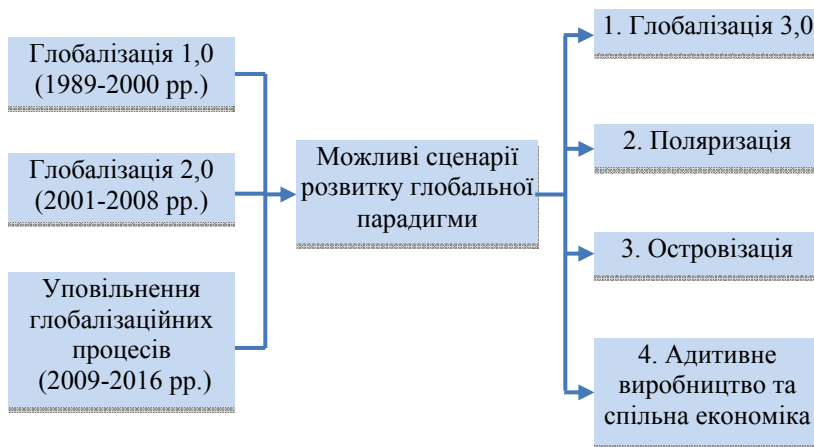 Глобалізація 1,0
(1989-2000 рр.)
Глобалізація 2,0
(2001-2008 рр.)
Уповільнення
глобалізаційних
процесів
(2009-2016 рр.)
Можливі сценарії
розвитку глобальної
парадигми
1. Глобалізація 3,0
2. Поляризація
3. Островізація
4. Адитивне
виробництво та
спільна економіка